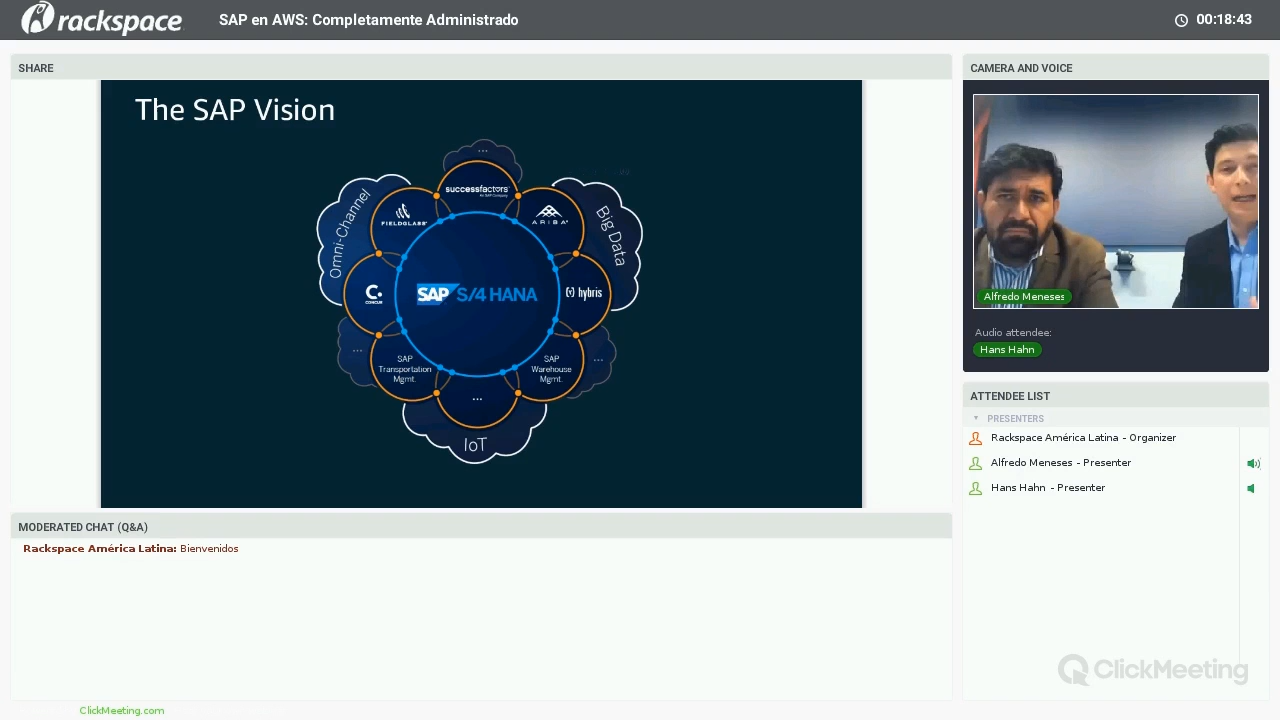 rackspace
SAP en AWS: Completamente Administrado
00:18:43
SHARE
The SAP Vision
...
successfactors
An SAP Company
FIELDGLASS
ARIBA
Omni-Channel
Big Data
CONCUR
SAP S/4 HANA
(y) hybris
...
SAP
Transportation
Mgmt.
SAP
Warehouse
Mgmt.
...
...
IoT
CAMERA AND VOICE
Alfredo Meneses
Audio attendee:
Hans Hahn
ATTENDEE LIST
PRESENTERS
Rackspace América Latina - Organizer
Alfredo Meneses - Presenter
Hans Hahn - Presenter
MODERATED CHAT (Q&A)
Rackspace América Latina: Bienvenidos
ClickMeeting
ClickMeeting.com